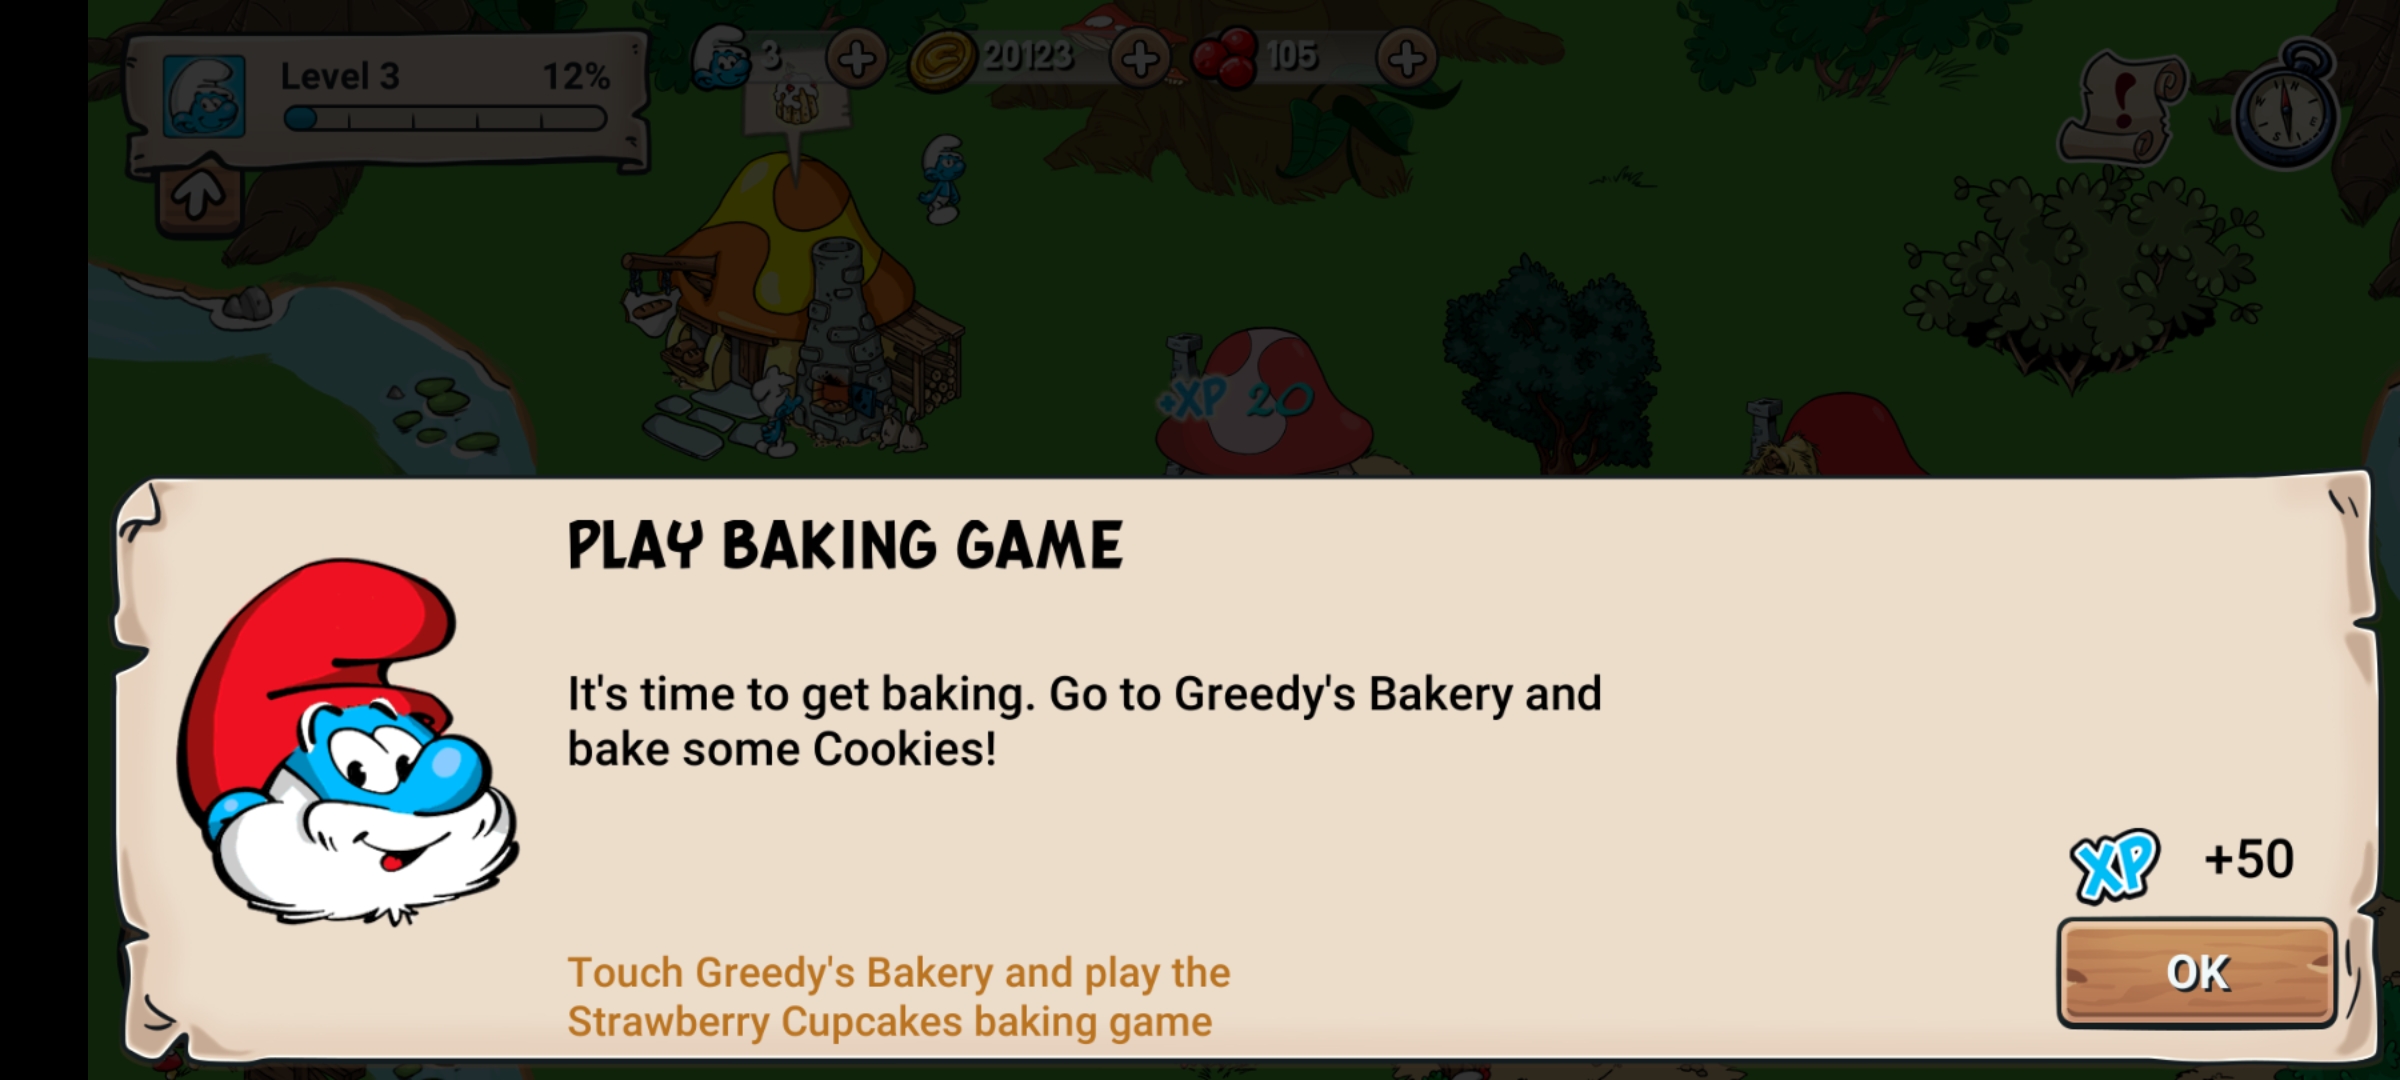 Level 3 12%
3
20123
105
+XP 20
PLAY BAKING GAME
It's time to get baking. Go to Greedy's Bakery and
bake some Cookies!
XP +50
Touch Greedy's Bakery and play the
Strawberry Cupcakes baking game
OK